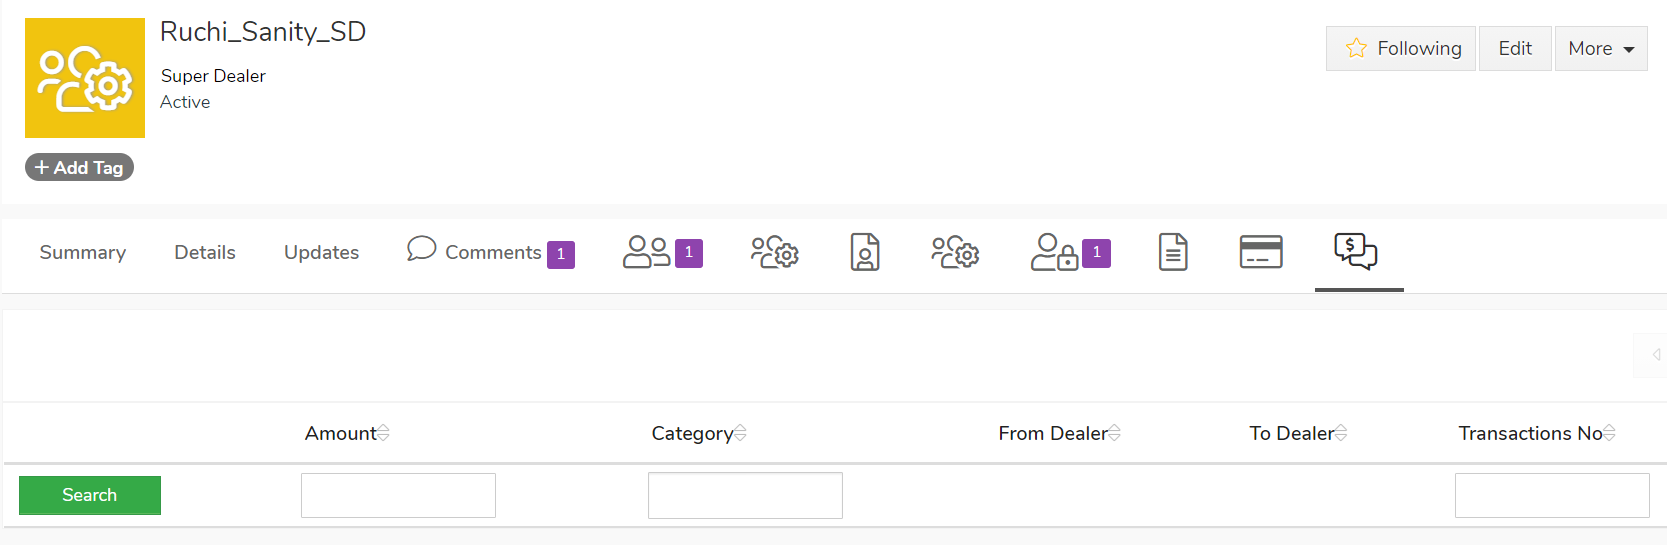 Ruchi_Sanity_SD
Super Dealer
Active
+ Add Tag
Following Edit More
Summary Details Updates Comments 1 1 1 $
Amount Category From Dealer To Dealer Transactions No
Search